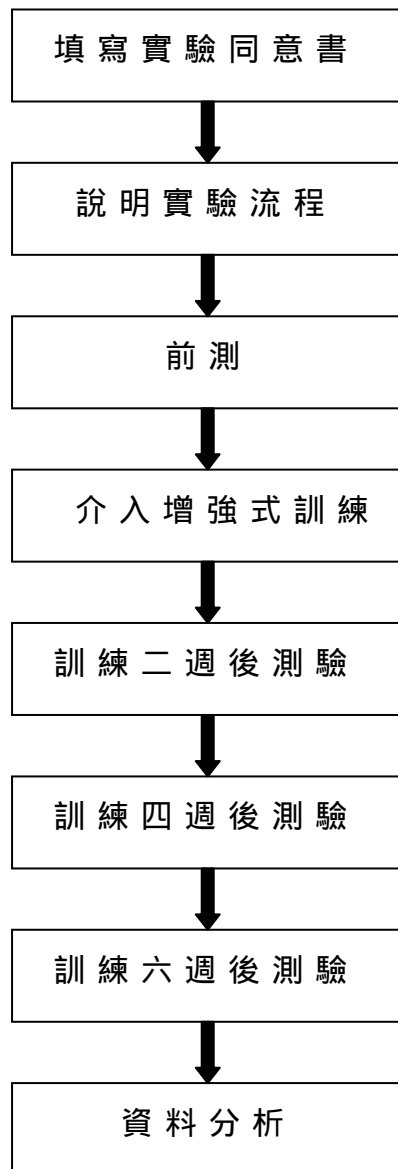 填寫實驗同意書
說明實驗流程
前測
介入增強式訓練
訓練二週後測驗
訓練四週後測驗
訓練六週後測驗
資料分析